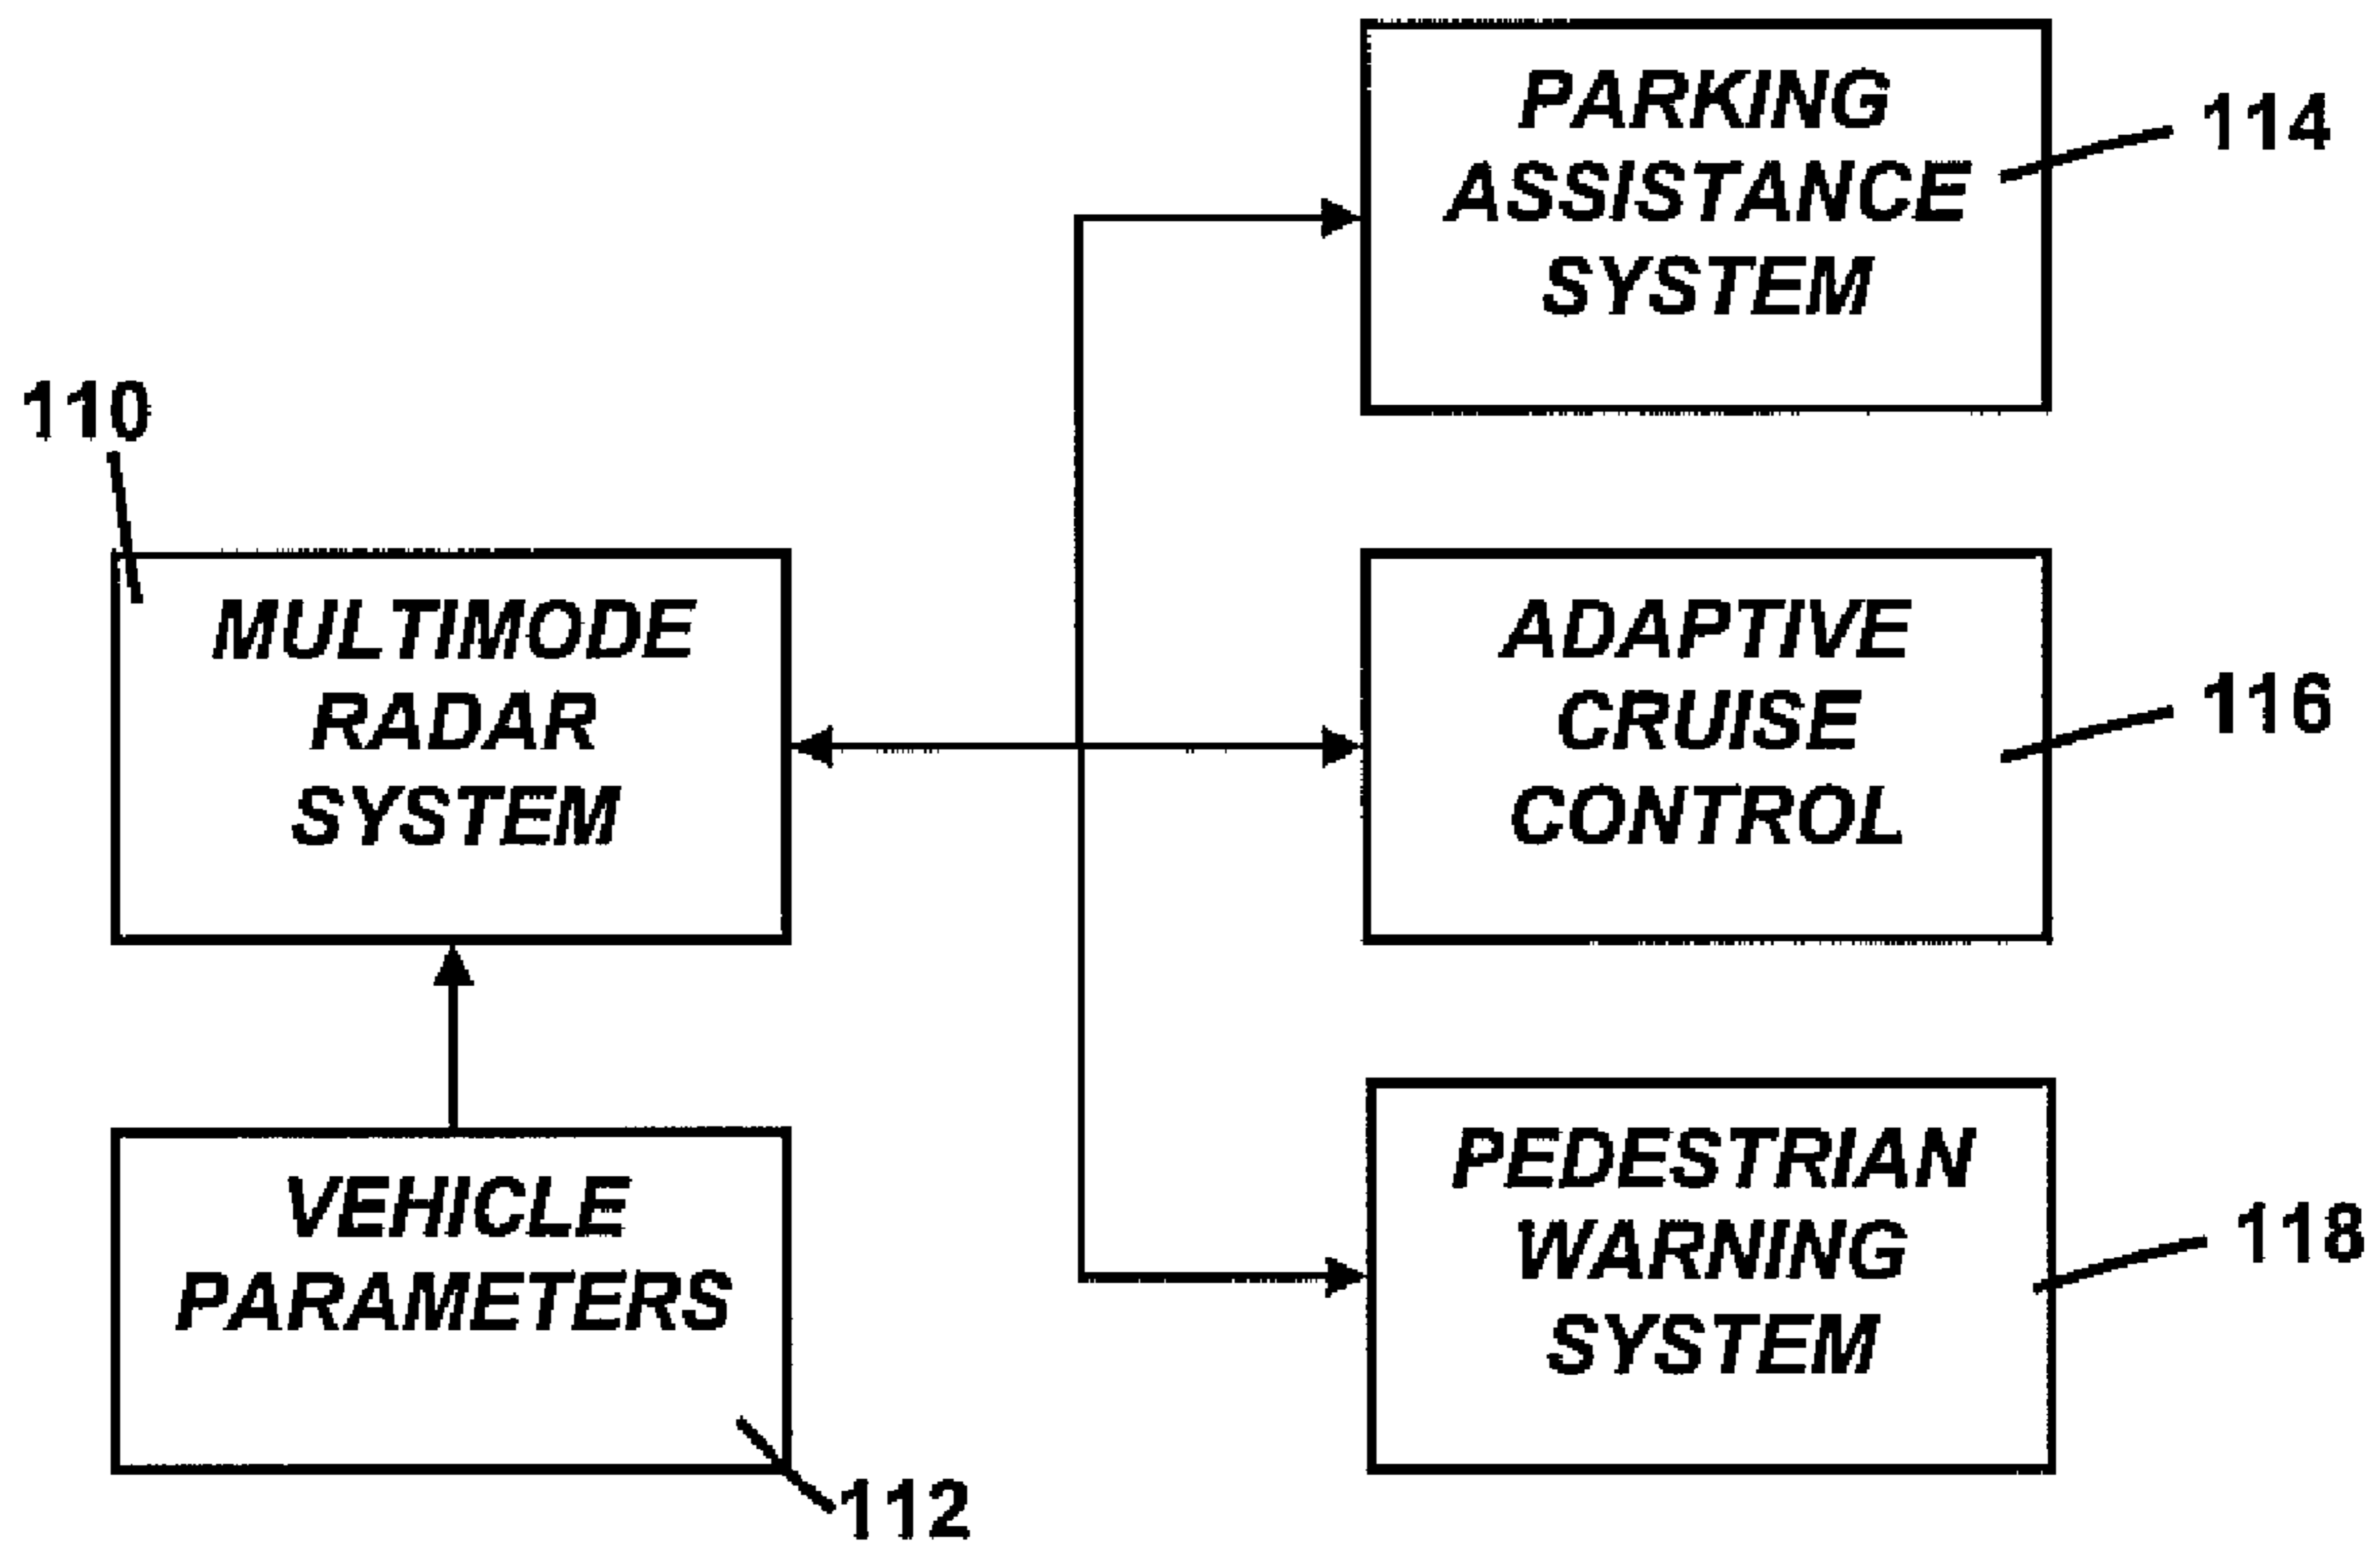 PARKING
ASSISTANCE
SYSTEM
114
110
MULTIMODE
RADAR
SYSTEM
ADAPTIVE
CRUISE
CONTROL
116
VEHICLE
PARAMETERS
112
PEDESTRIAN
WARNING
SYSTEM
118